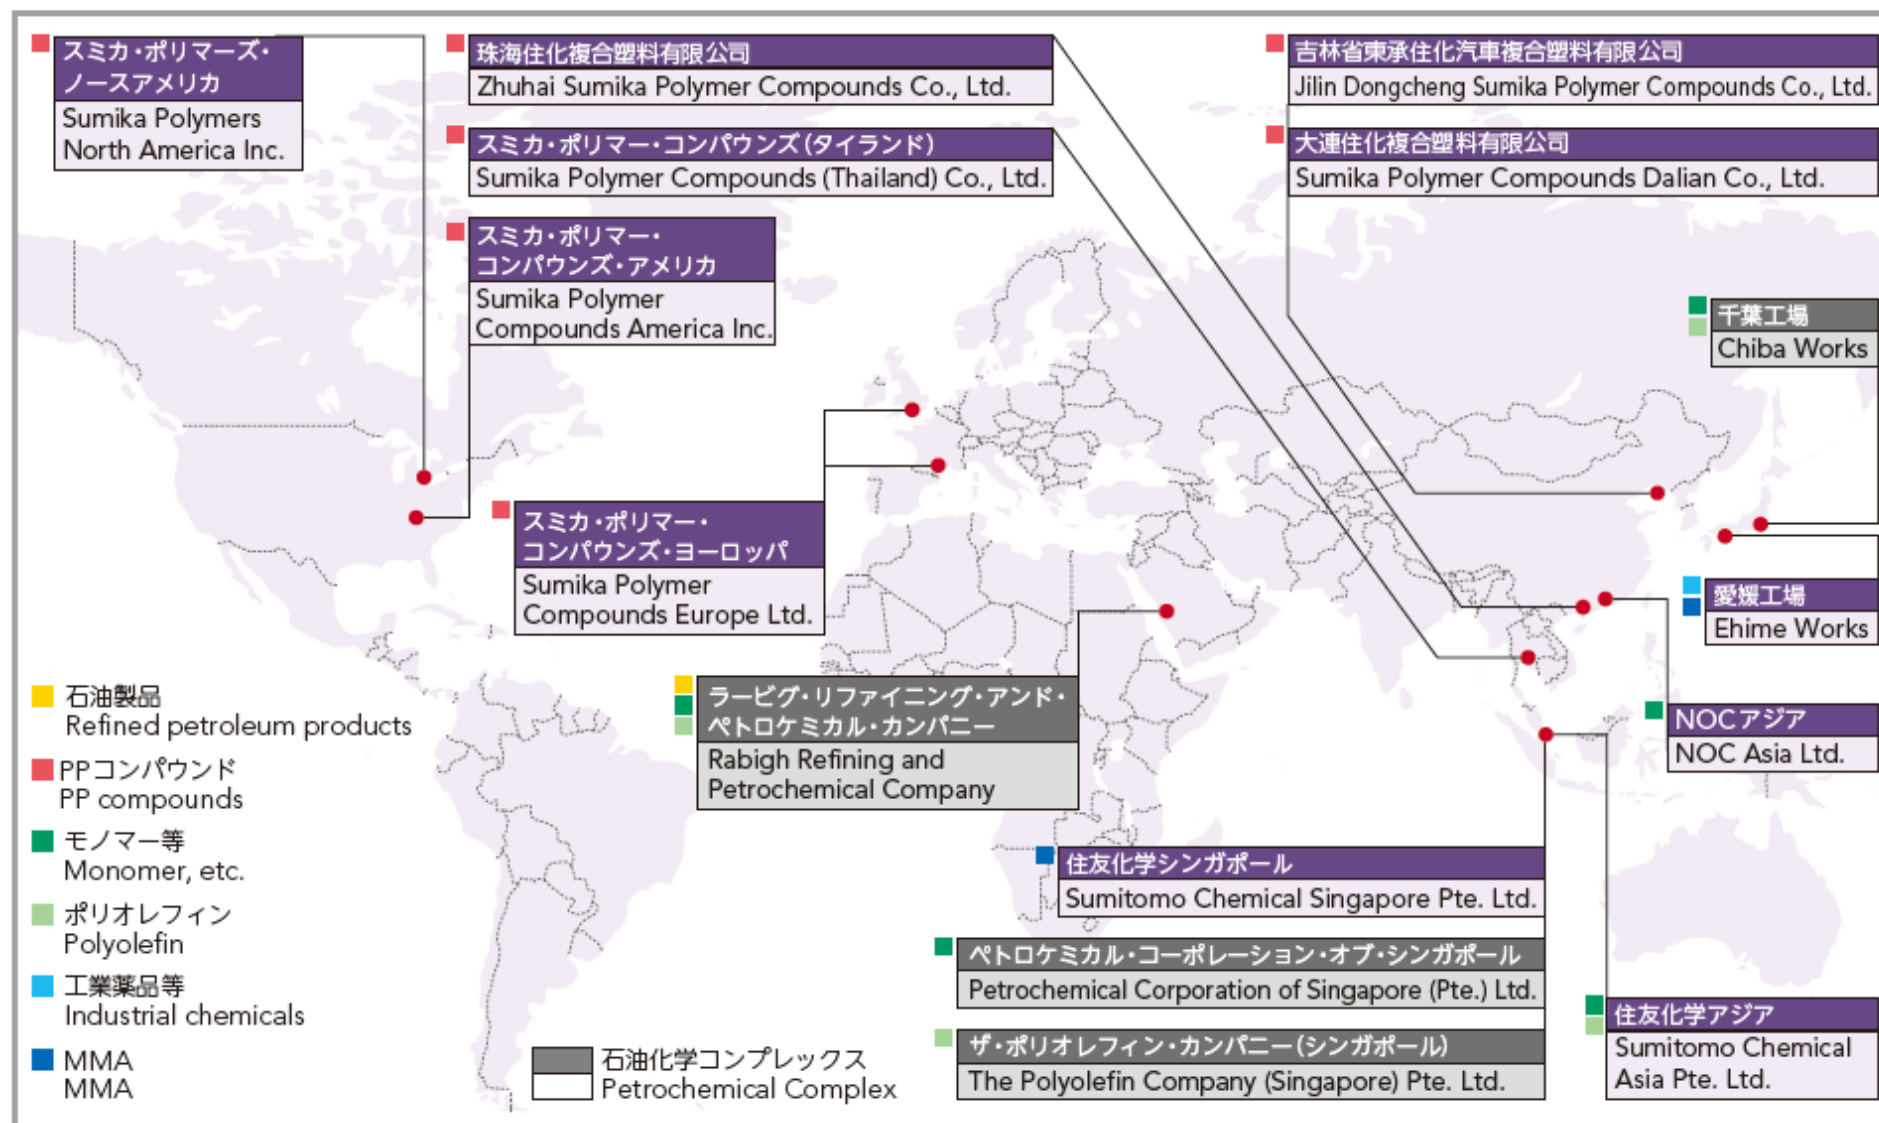 スミカ・ポリマーズ・
ノースアメリカ
Sumika Polymers
North America Inc.
珠海住化複合塑料有限公司
Zhuhai Sumika Polymer Compounds Co., Ltd.
スミカ・ポリマー・コンパウンズ(タイランド)
Sumika Polymer Compounds (Thailand) Co., Ltd.
スミカ・ポリマー・
コンパウンズ・アメリカ
Sumika Polymer
Compounds America Inc.
吉林省東承住化汽車複合塑料有限公司
Jilin Dongcheng Sumika Polymer Compounds Co., Ltd.
大連住化複合塑料有限公司
Sumika Polymer Compounds Dalian Co., Ltd.
千葉工場
Chiba Works
スミカ・ポリマー・
コンパウンズ・ヨーロッパ
Sumika Polymer
Compounds Europe Ltd.
愛媛工場
Ehime Works
ラービグ・リファイニング・アンド・
ペトロケミカル・カンパニー
Rabigh Refining and
Petrochemical Company
NOCアジア
NOC Asia Ltd.
住友化学シンガポール
Sumitomo Chemical Singapore Pte. Ltd.
ペトロケミカル・コーポレーション・オブ・シンガポール
Petrochemical Corporation of Singapore (Pte.) Ltd.
ザ・ポリオレフィン・カンパニー(シンガポール)
The Polyolefin Company (Singapore) Pte. Ltd.
住友化学アジア
Sumitomo Chemical
Asia Pte. Ltd.
石油製品
Refined petroleum products
PPコンパウンド
PP compounds
モノマー等
Monomer, etc.
ポリオレフィン
Polyolefin
工業薬品等
Industrial chemicals
MMA
MMA
石油化学コンプレックス
Petrochemical Complex